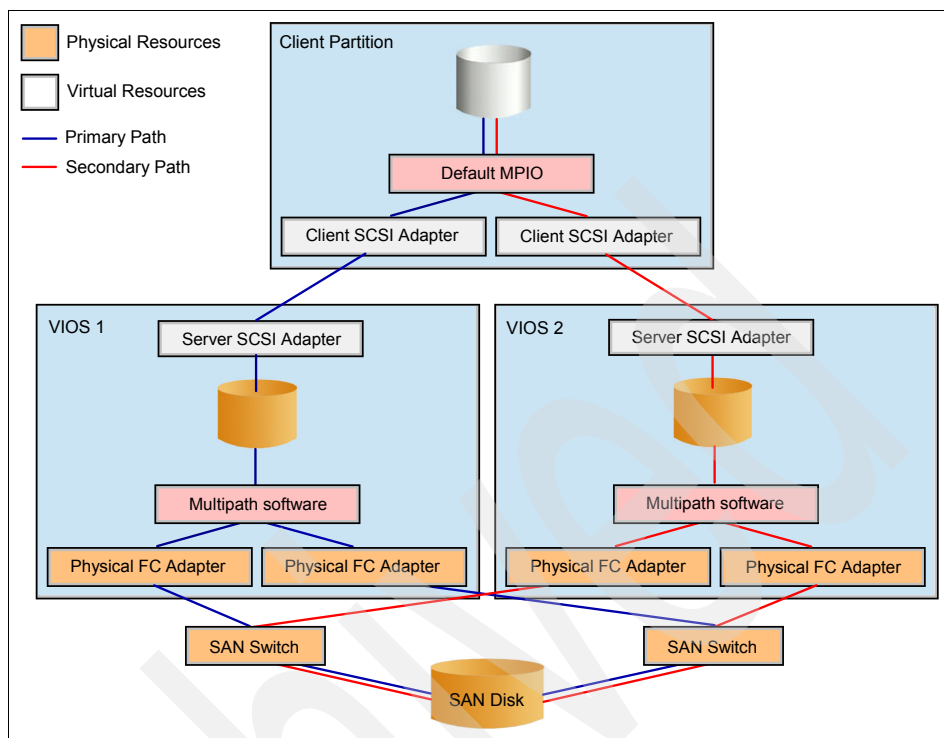 Physical Resources
Virtual Resources
Primary Path
Secondary Path
Client Partition
Default MPIO
Client SCSI Adapter
Client SCSI Adapter
VIOS 1
Server SCSI Adapter
Multipath software
Physical FC Adapter
Physical FC Adapter
VIOS 2
Server SCSI Adapter
Multipath software
Physical FC Adapter
Physical FC Adapter
SAN Switch
SAN Switch
SAN Disk